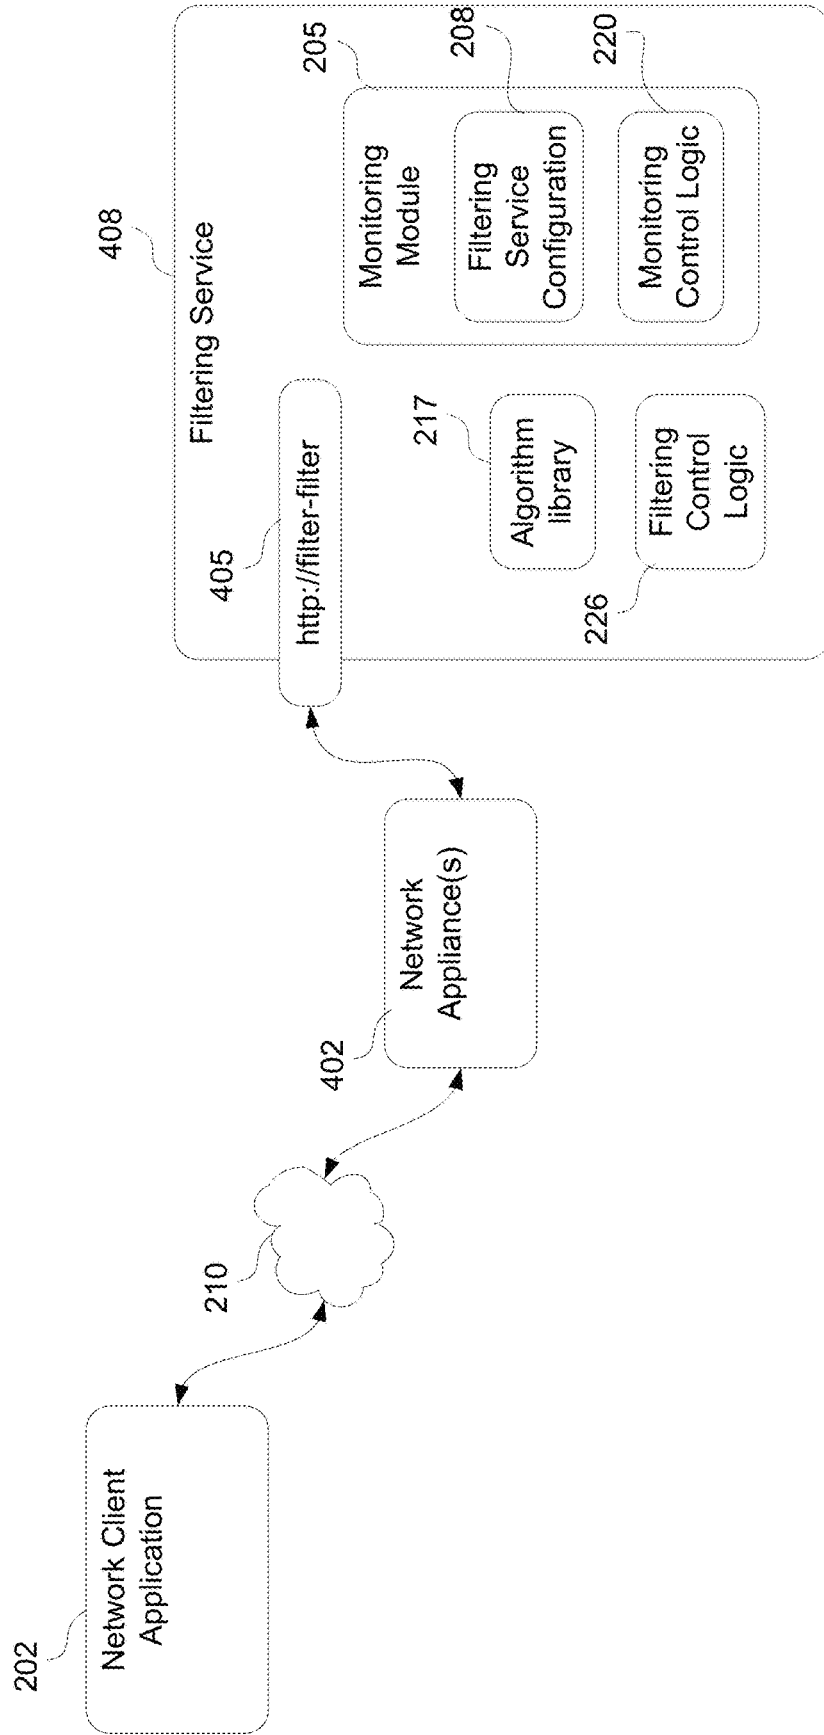 202
Network Client
Application
210
402
Network
Appliance(s)
408
Filtering Service
405
http://filter-filter
217
Algorithm
library
226
Filtering
Control
Logic
205
Monitoring
Module
208
Filtering
Service
Configuration
220
Monitoring
Control Logic